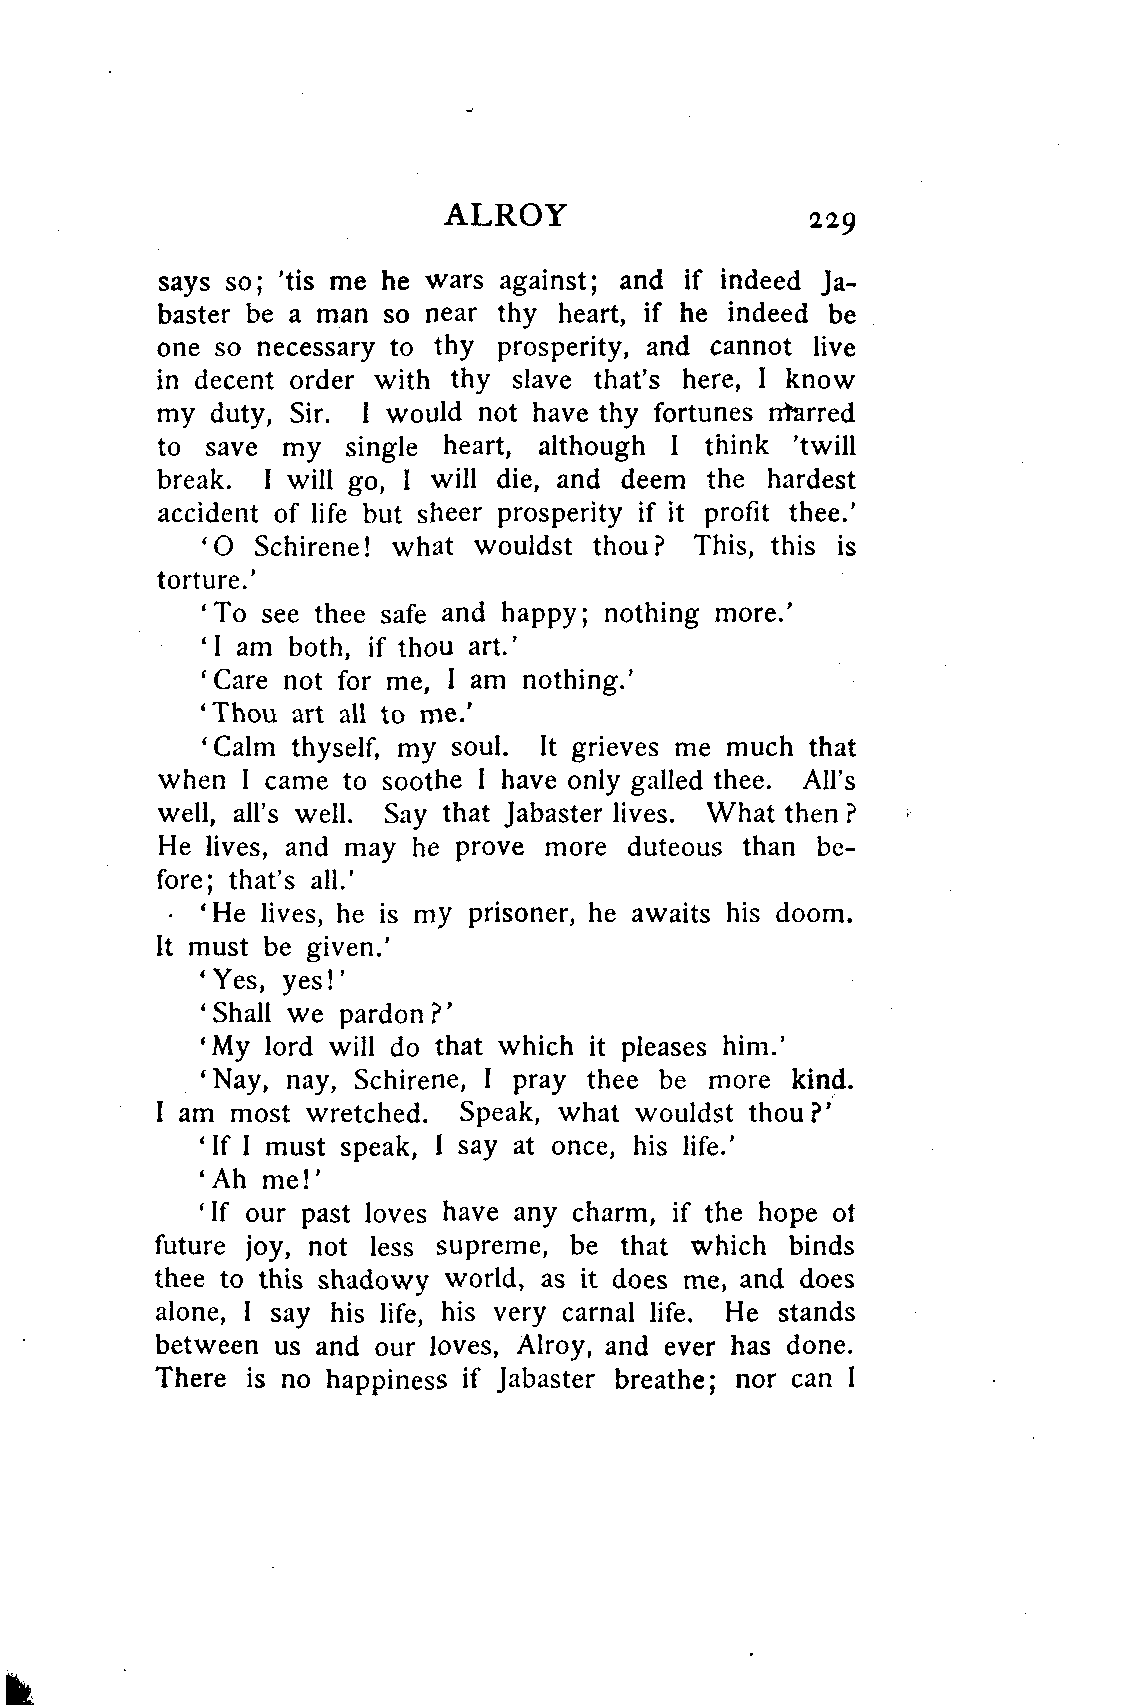 ALROY 229
says so; 'tis me he wars against; and if indeed Ja-
baster be a man so near thy heart, if he indeed be
one so necessary to thy prosperity, and cannot live
in decent order with thy slave that's here, I know
my duty, Sir. I would not have thy fortunes marred
to save my single heart, although I think 'twill
break. I will go, I will die, and deem the hardest
accident of life but sheer prosperity if it profit thee.'
'O Schirene! what wouldst thou? This, this is
torture.'
'To see thee safe and happy; nothing more.'
'I am both, if thou art.'
'Care not for me, I am nothing.'
'Thou art all to me.'
'Calm thyself, my soul. It grieves me much that
when I came to soothe I have only galled thee. All's
well, all's well. Say that Jabaster lives. What then?
He lives, and may he prove more duteous than be-
fore; that's all.'
'He lives, he is my prisoner, he awaits his doom.
It must be given.'
'Yes, yes!'
'Shall we pardon?'
'My lord will do that which it pleases him.'
'Nay, nay, Schirene, I pray thee be more kind.
I am most wretched. Speak, what wouldst thou?'
'If I must speak, I say at once, his life.'
'Ah me!'
'If our past loves have any charm, if the hope of
future joy, not less supreme, be that which binds
thee to this shadowy world, as it does me, and does
alone, I say his life, his very carnal life. He stands
between us and our loves, Alroy, and ever has done.
There is no happiness if Jabaster breathe; nor can I